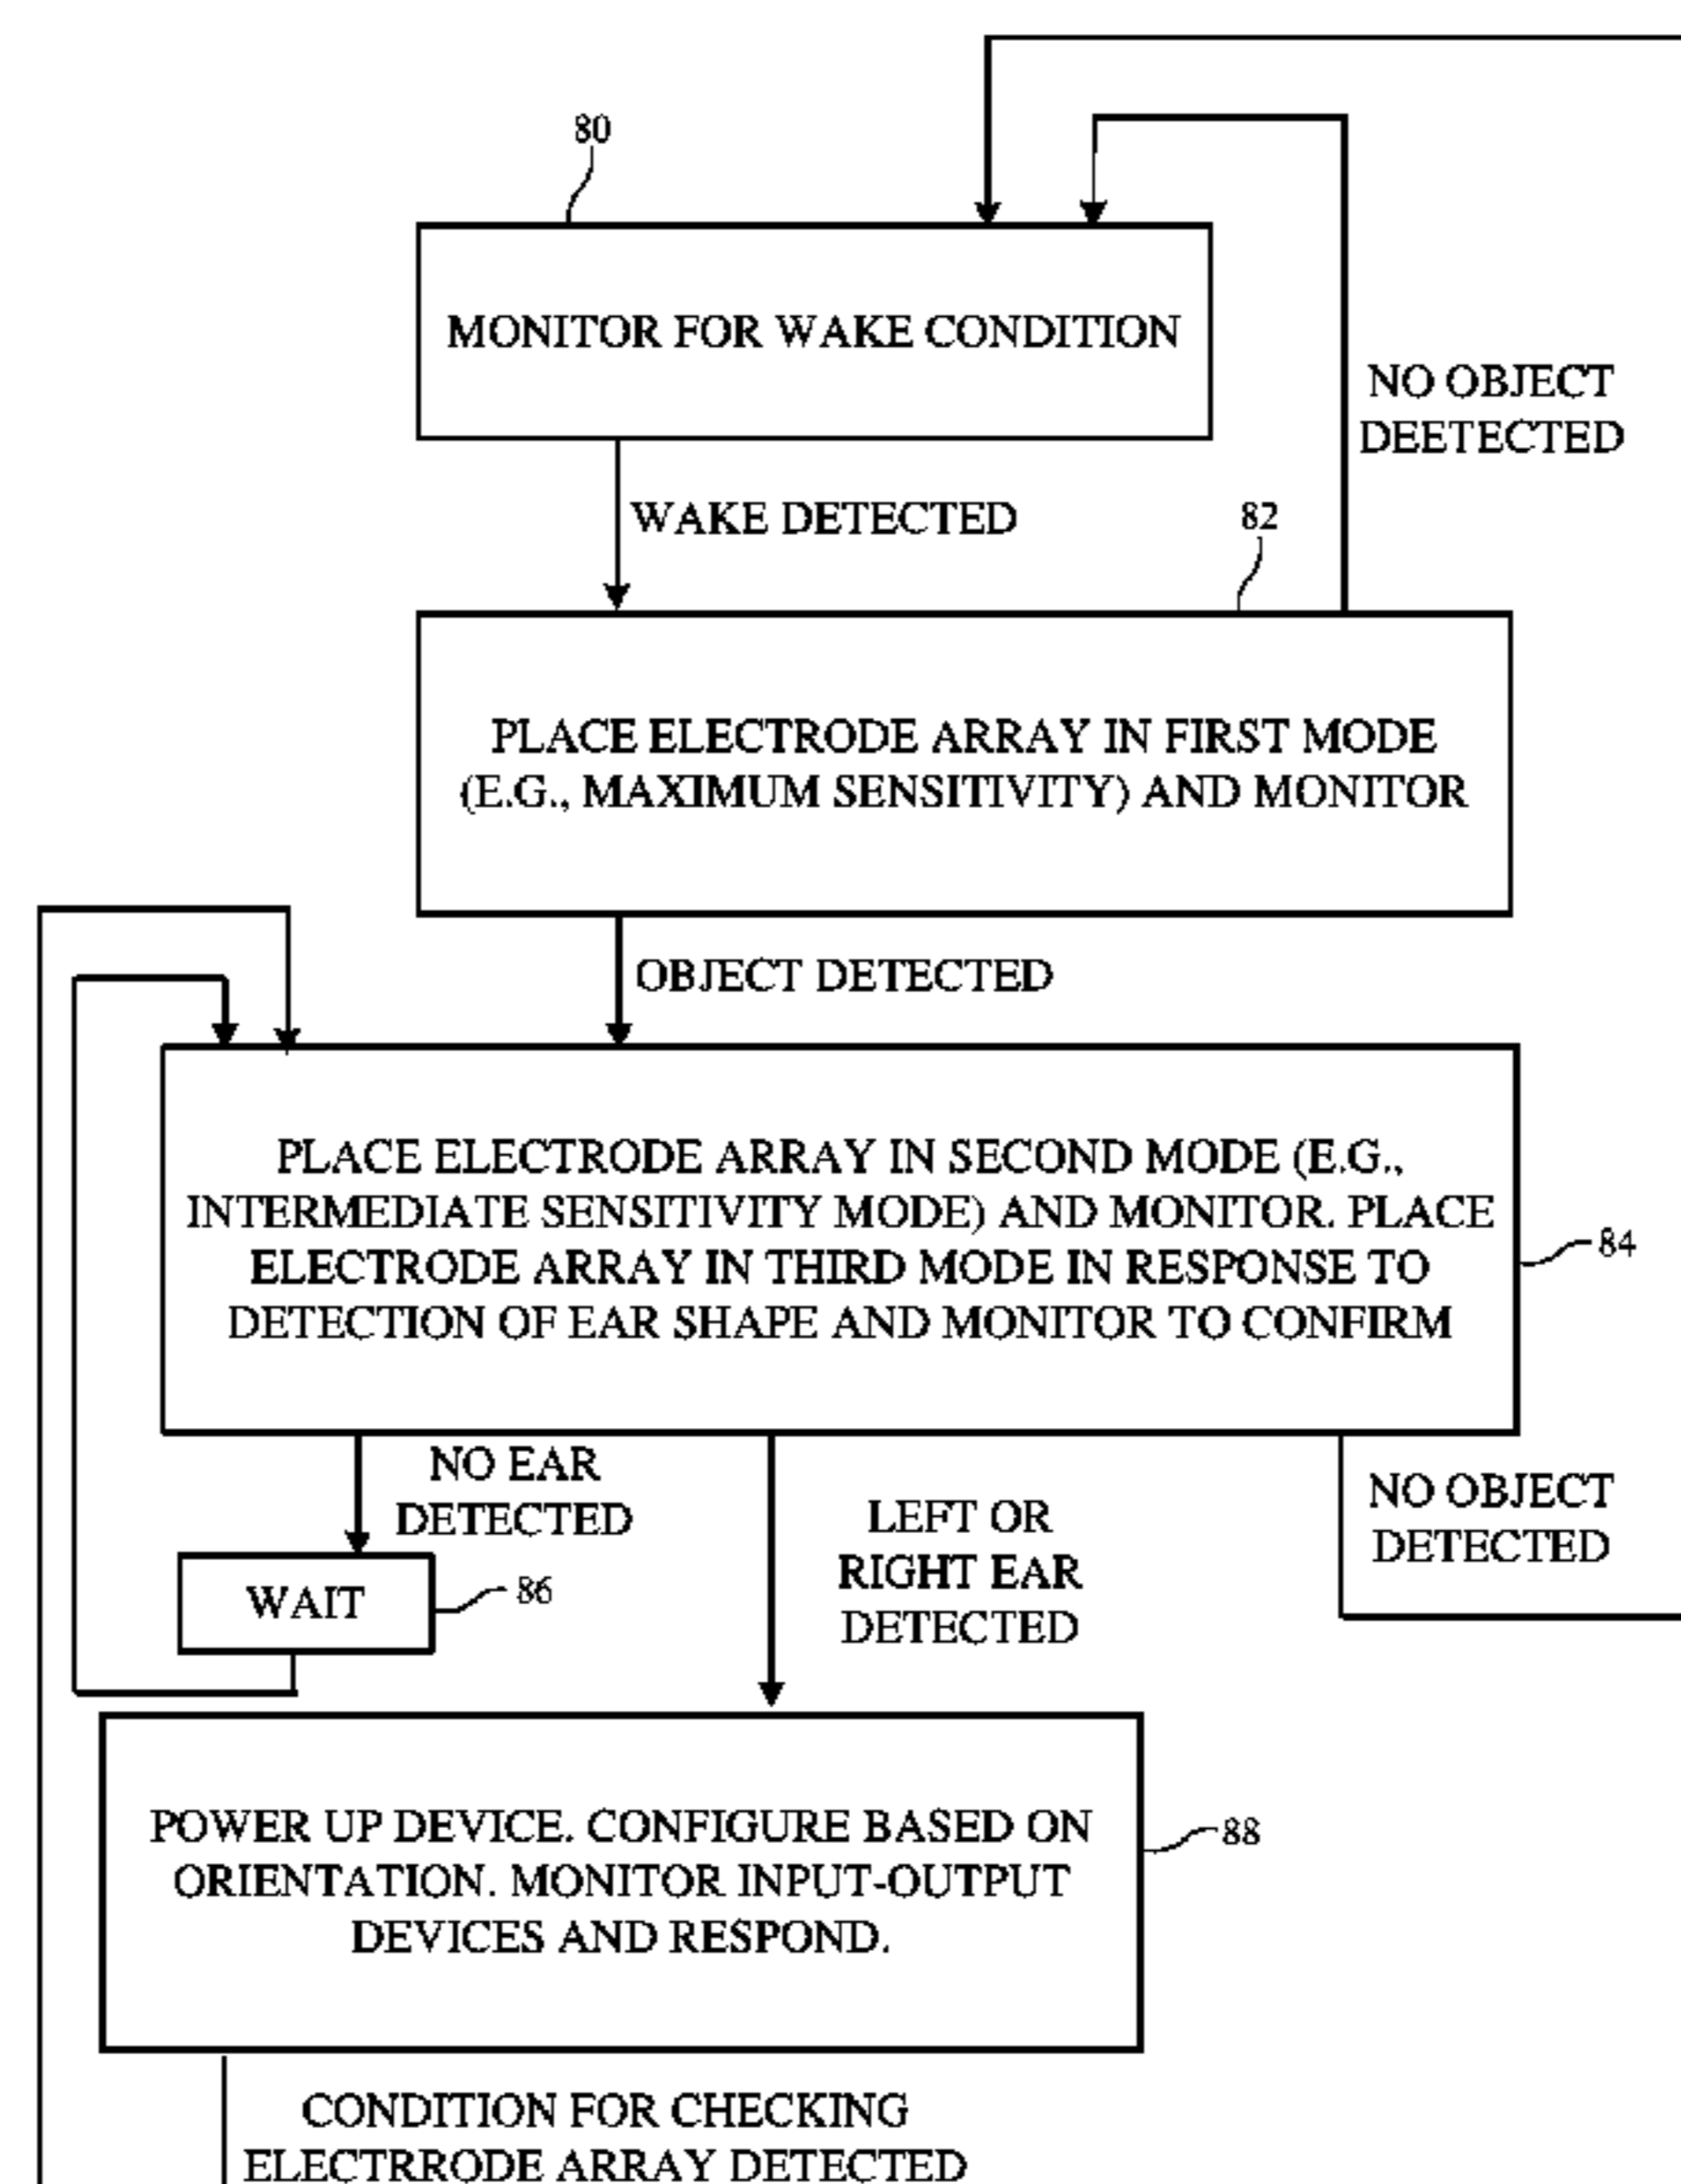 80
MONITOR FOR WAKE CONDITION
NO OBJECT
DEETECTED
WAKE DETECTED
82
PLACE ELECTRODE ARRAY IN FIRST MODE
(E.G., MAXIMUM SENSITIVITY) AND MONITOR
OBJECT DETECTED
PLACE ELECTRODE ARRAY IN SECOND MODE (E.G.,
INTERMEDIATE SENSITIVITY MODE) AND MONITOR. PLACE
ELECTRODE ARRAY IN THIRD MODE IN RESPONSE TO
DETECTION OF EAR SHAPE AND MONITOR TO CONFIRM
84
NO EAR
DETECTED
LEFT OR
RIGHT EAR
DETECTED
NO OBJECT
DETECTED
WAIT
86
POWER UP DEVICE. CONFIGURE BASED ON
ORIENTATION. MONITOR INPUT-OUTPUT
DEVICES AND RESPOND.
88
CONDITION FOR CHECKING
ELECTRRODE ARRAY DETECTED